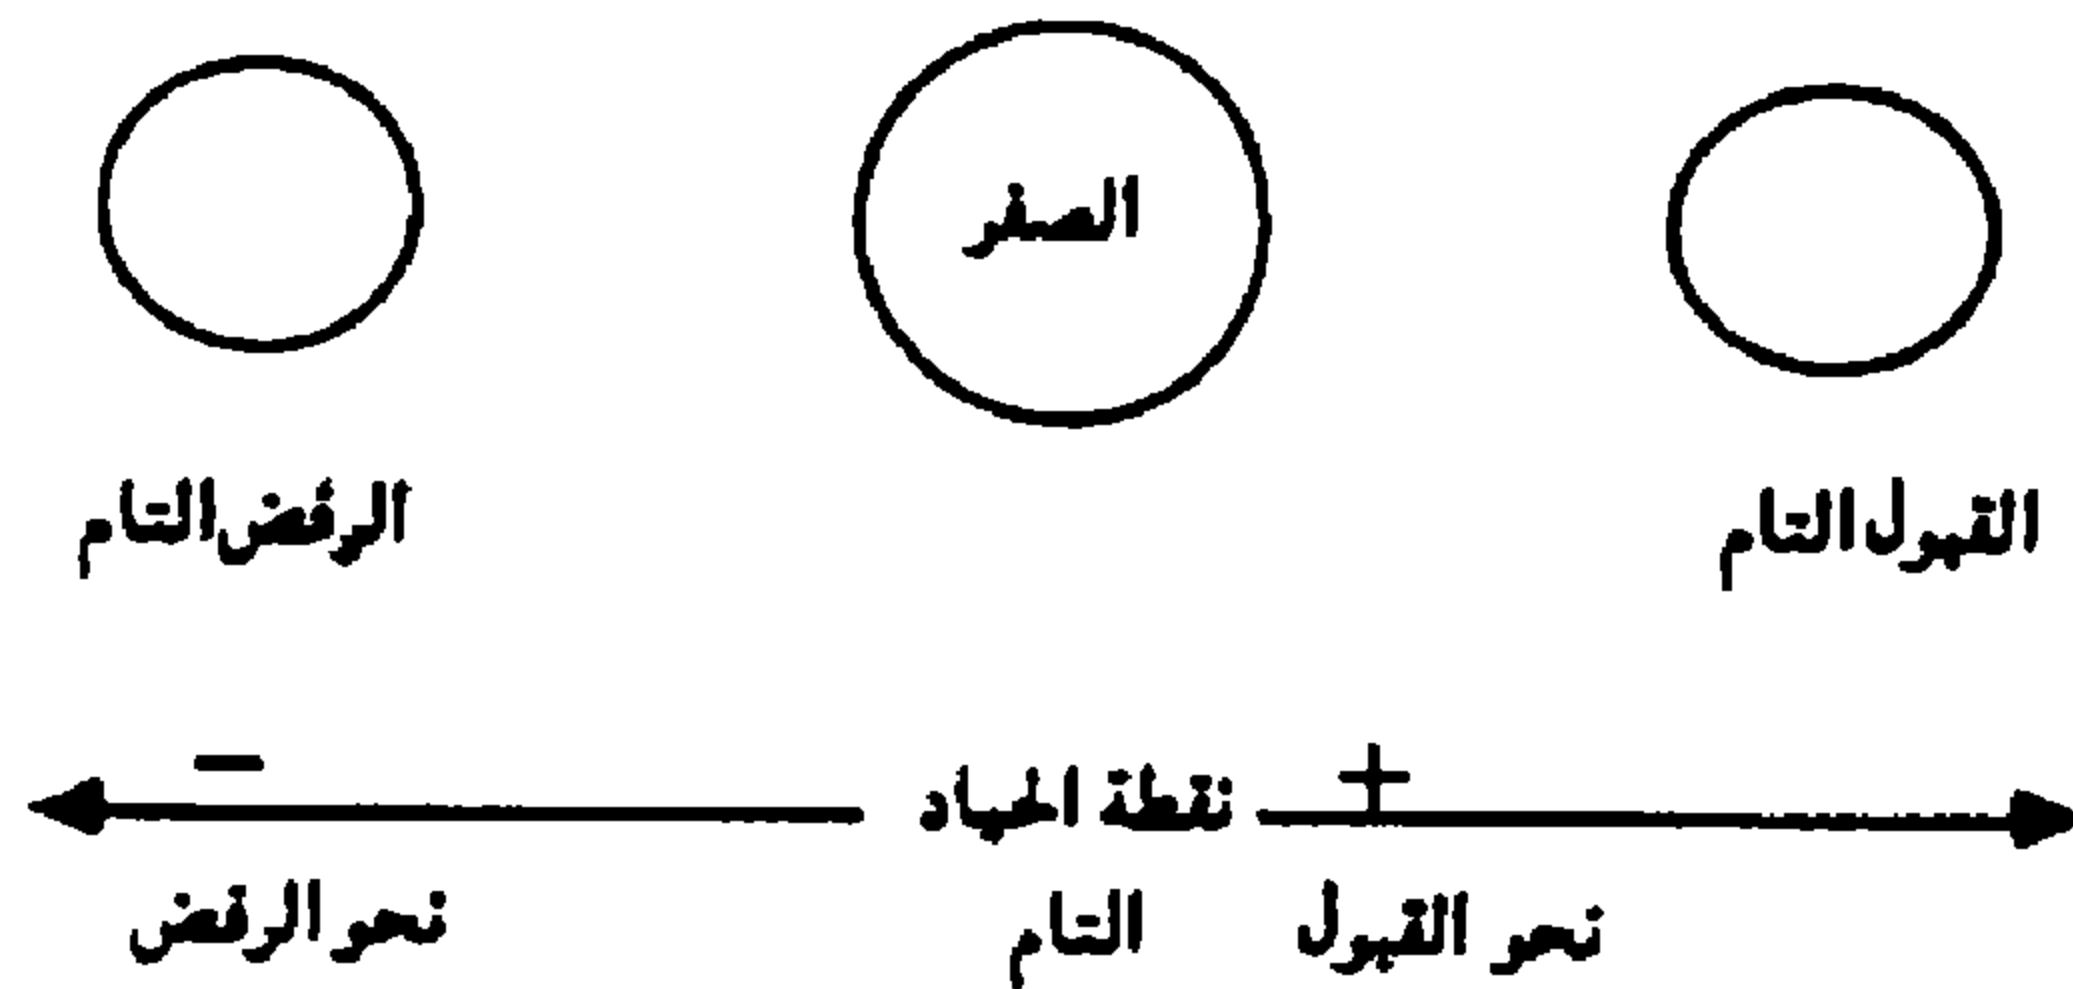 الصفر
القبول التام
الرفض التام
+
نقطة الحياد
−
نحو القبول
التام
نحو الرفض